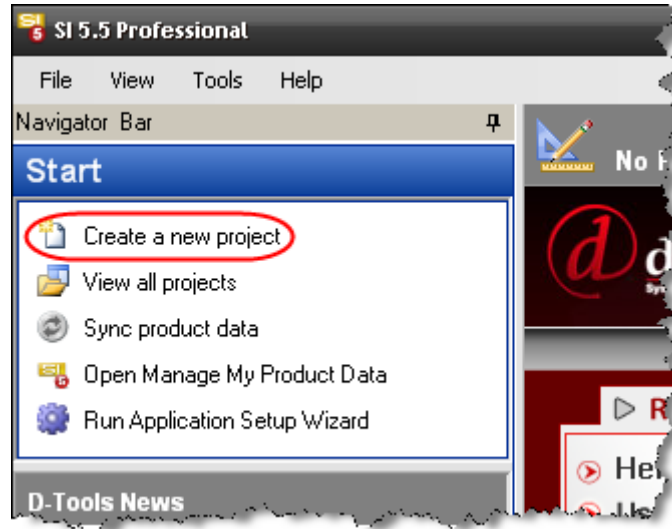 SI 5.5 Professional
File View Tools Help
Navigator Bar
Start
No
Create a new project
View all projects
Sync product data
Open Manage My Product Data
Run Application Setup Wizard
D-Tools News